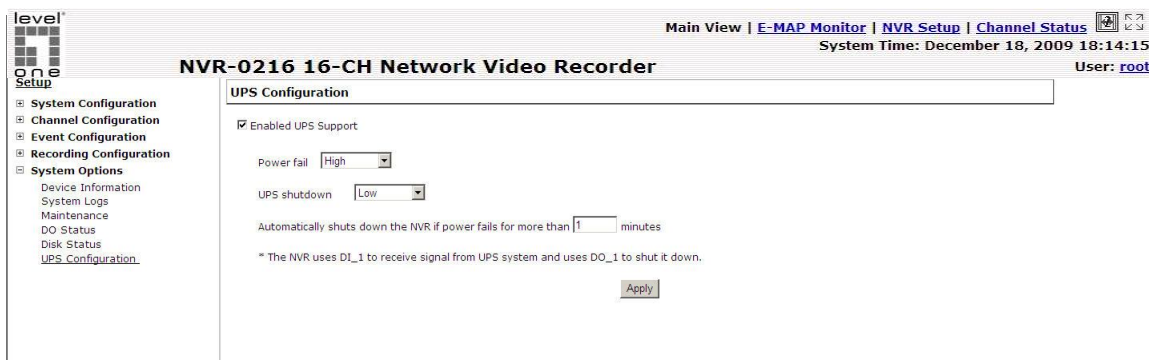 level
one
Main View | E-MAP Monitor | NVR Setup | Channel Status
System Time: December 18, 2009 18:14:15
NVR-0216 16-CH Network Video Recorder
User: root
Setup
System Configuration
Channel Configuration
Event Configuration
Recording Configuration
System Options
Device Information
System Logs
Maintenance
DO Status
Disk Status
UPS Configuration
UPS Configuration
Enabled UPS Support
Power fail High
UPS shutdown Low
Automatically shuts down the NVR if power fails for more than 1 minutes
* The NVR uses DI_1 to receive signal from UPS system and uses DO_1 to shut it down.
Apply